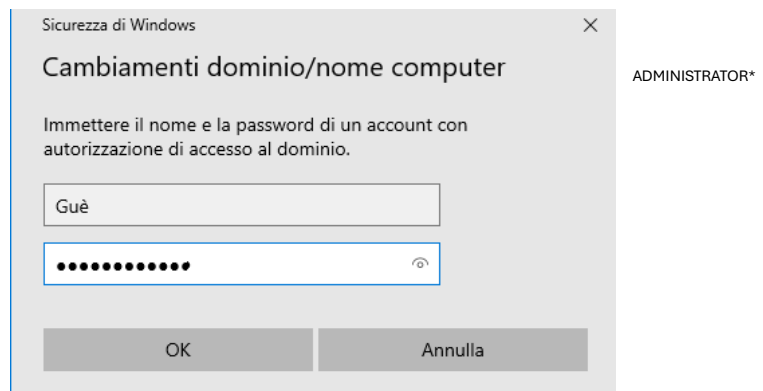 Sicurezza di Windows
Cambiamenti dominio/nome computer
ADMINISTRATOR*
Immettere il nome e la password di un account con
autorizzazione di accesso al dominio.
Guè
●●●●●●●●●●●●
OK Annulla